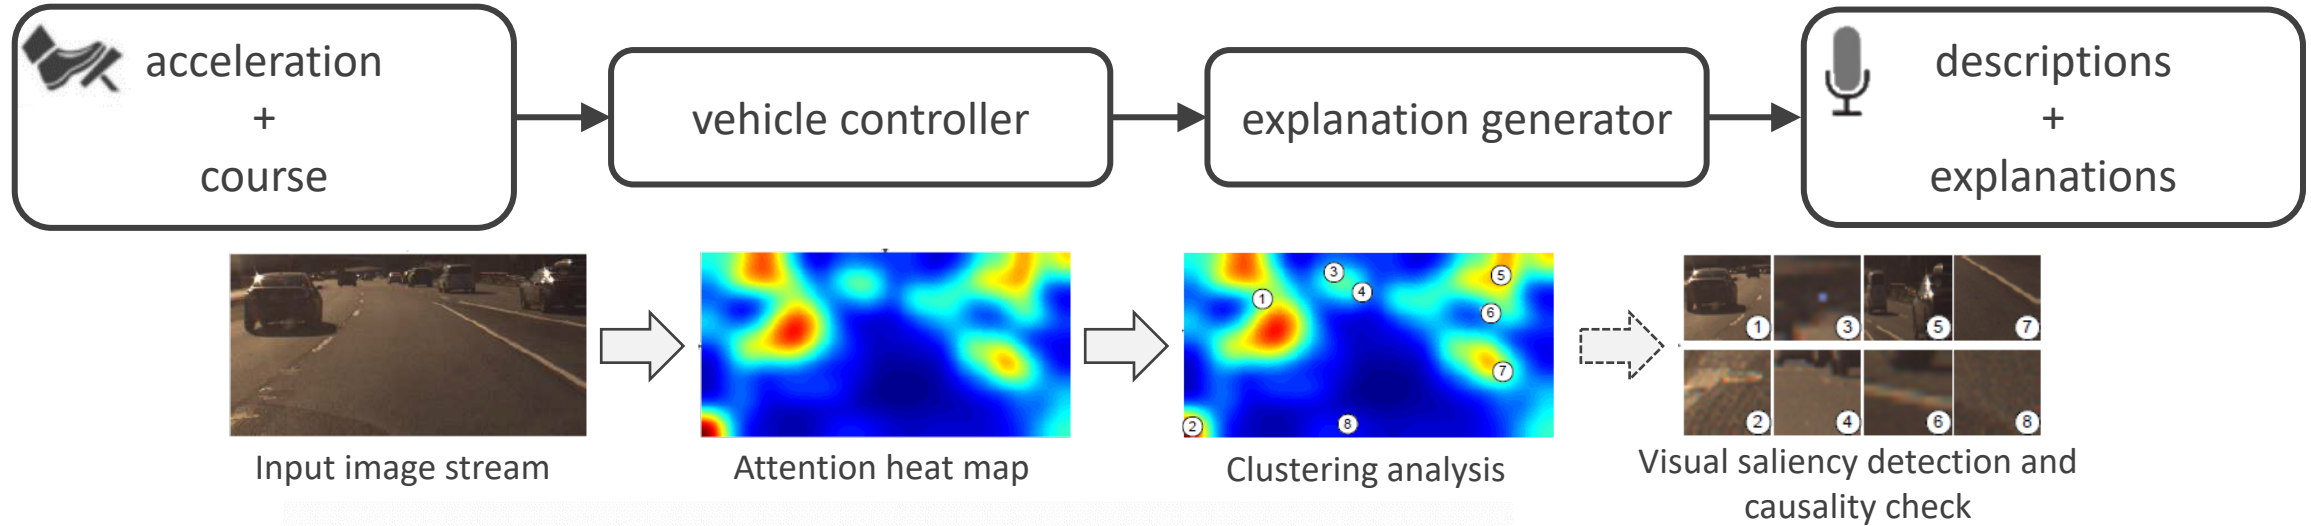 acceleration
+
course
vehicle controller
explanation generator
descriptions
+
explanations
1
2
3
4
5
6
7
8
1 3 5 7
2 4 6 8
Input image stream
Attention heat map
Clustering analysis
Visual saliency detection and
causality check